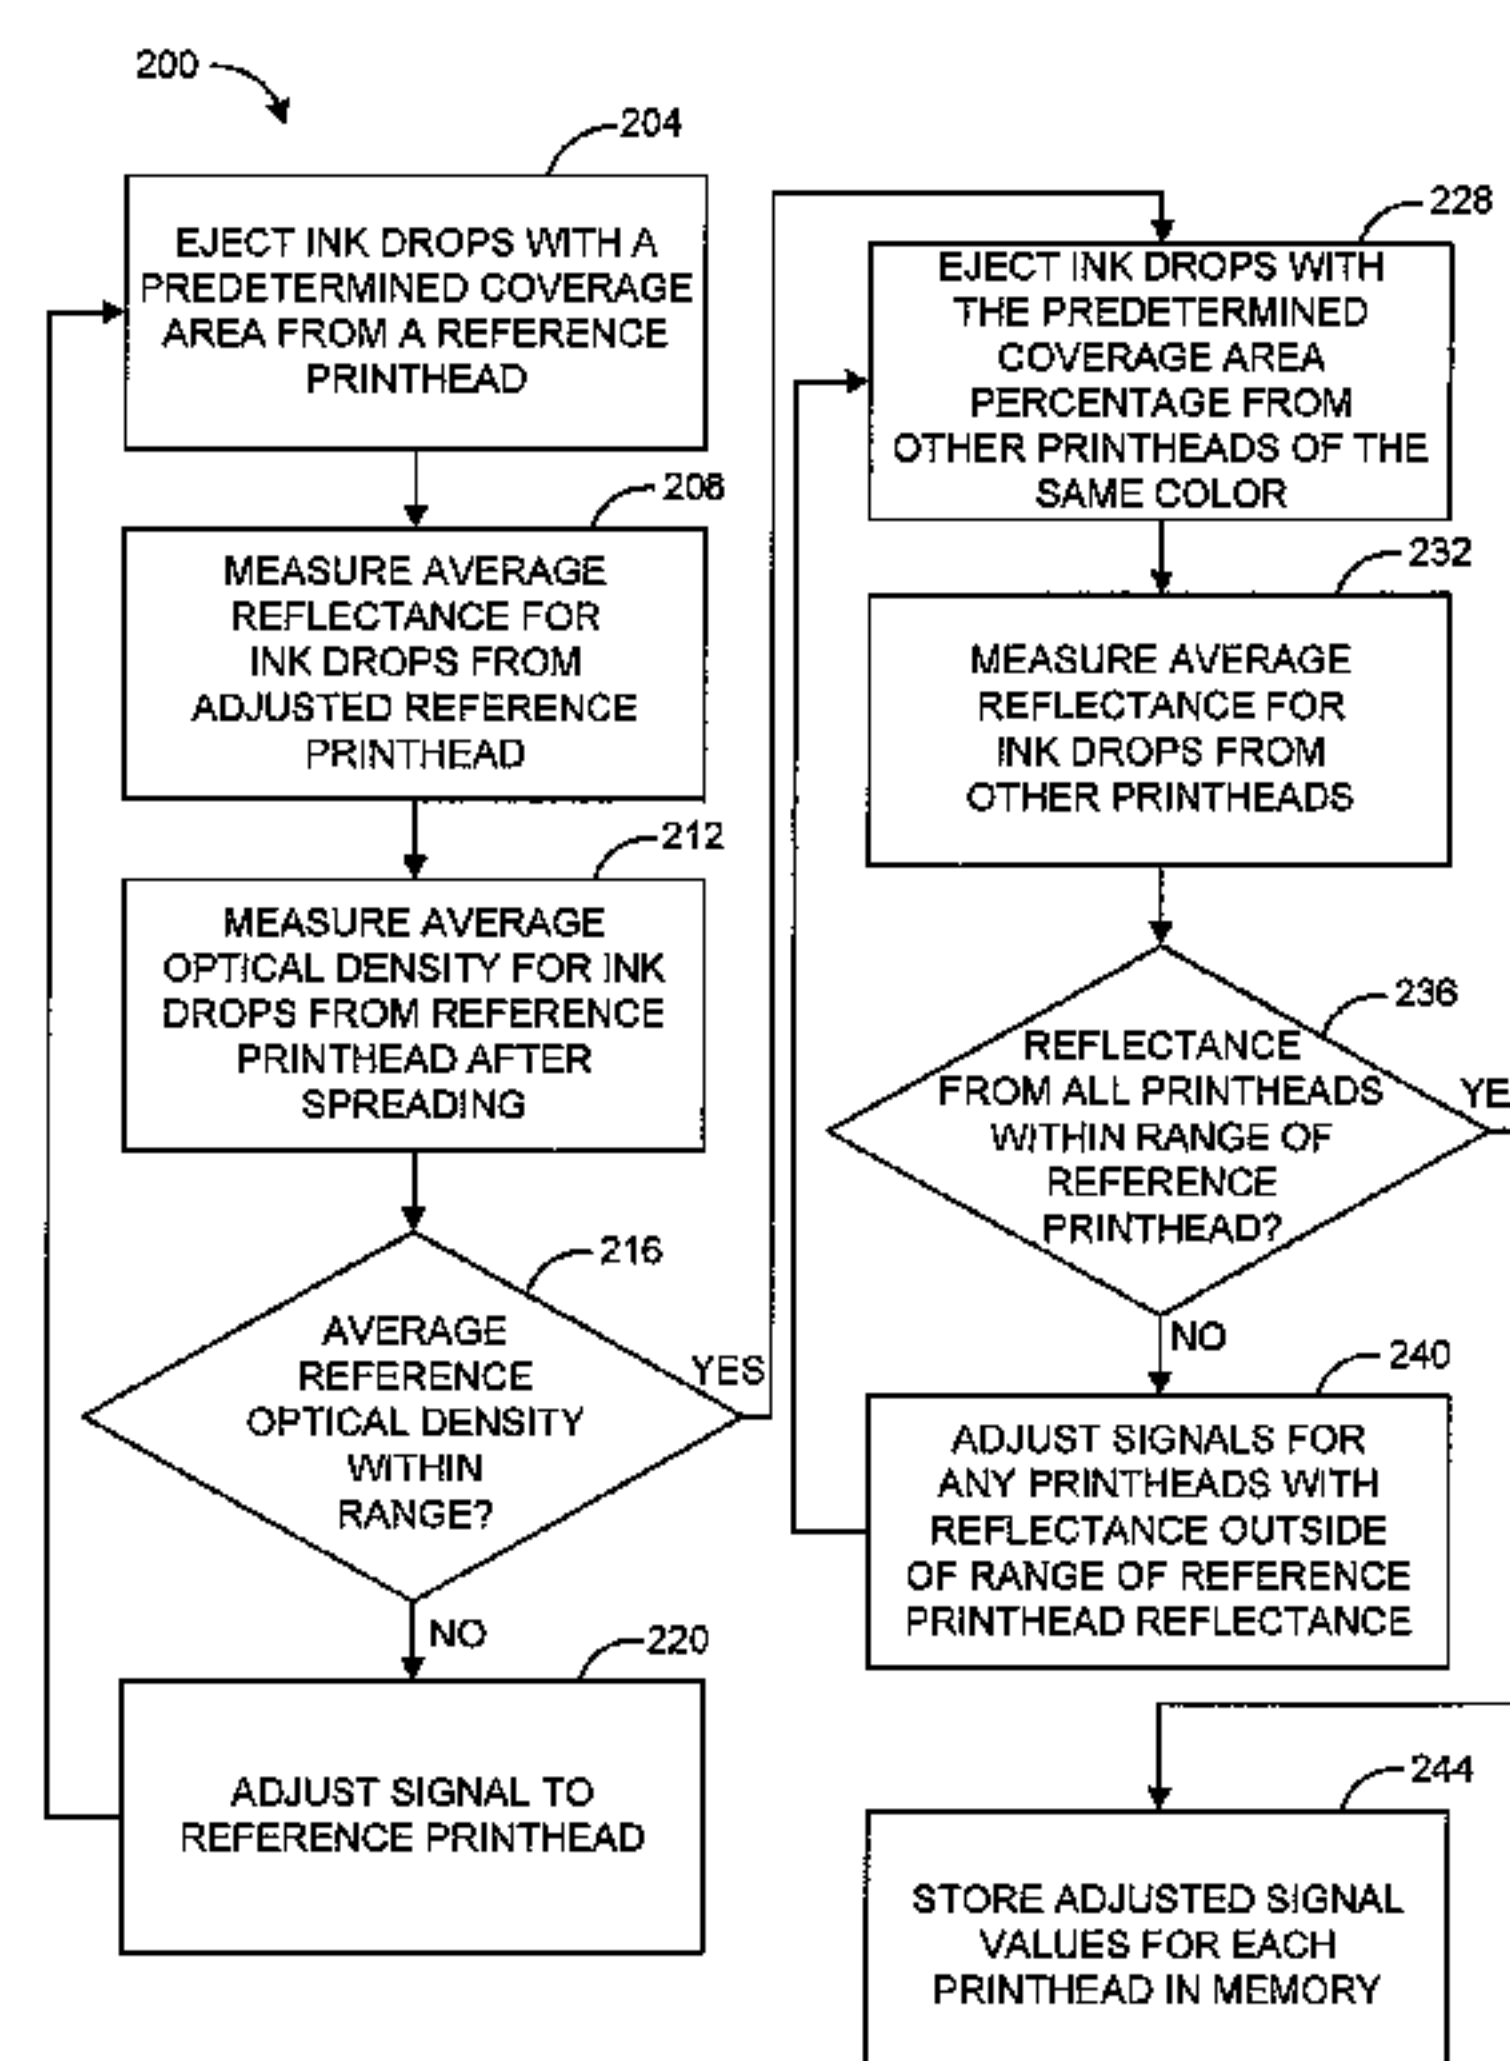 200
204
EJECT INK DROPS WITH A
PREDETERMINED COVERAGE
AREA FROM A REFERENCE
PRINTHEAD
208
MEASURE AVERAGE
REFLECTANCE FOR
INK DROPS FROM
ADJUSTED REFERENCE
PRINTHEAD
212
MEASURE AVERAGE
OPTICAL DENSITY FOR INK
DROPS FROM REFERENCE
PRINTHEAD AFTER
SPREADING
216
AVERAGE
REFERENCE
OPTICAL DENSITY
WITHIN
RANGE?
YES
NO
220
ADJUST SIGNAL TO
REFERENCE PRINTHEAD
228
EJECT INK DROPS WITH
THE PREDETERMINED
COVERAGE AREA
PERCENTAGE FROM
OTHER PRINTHEADS OF THE
SAME COLOR
232
MEASURE AVERAGE
REFLECTANCE FOR
INK DROPS FROM
OTHER PRINTHEADS
236
REFLECTANCE
FROM ALL PRINTHEADS
WITHIN RANGE OF
REFERENCE
PRINTHEAD?
YE
NO
240
ADJUST SIGNALS FOR
ANY PRINTHEADS WITH
REFLECTANCE OUTSIDE
OF RANGE OF REFERENCE
PRINTHEAD REFLECTANCE
244
STORE ADJUSTED SIGNAL
VALUES FOR EACH
PRINTHEAD IN MEMORY